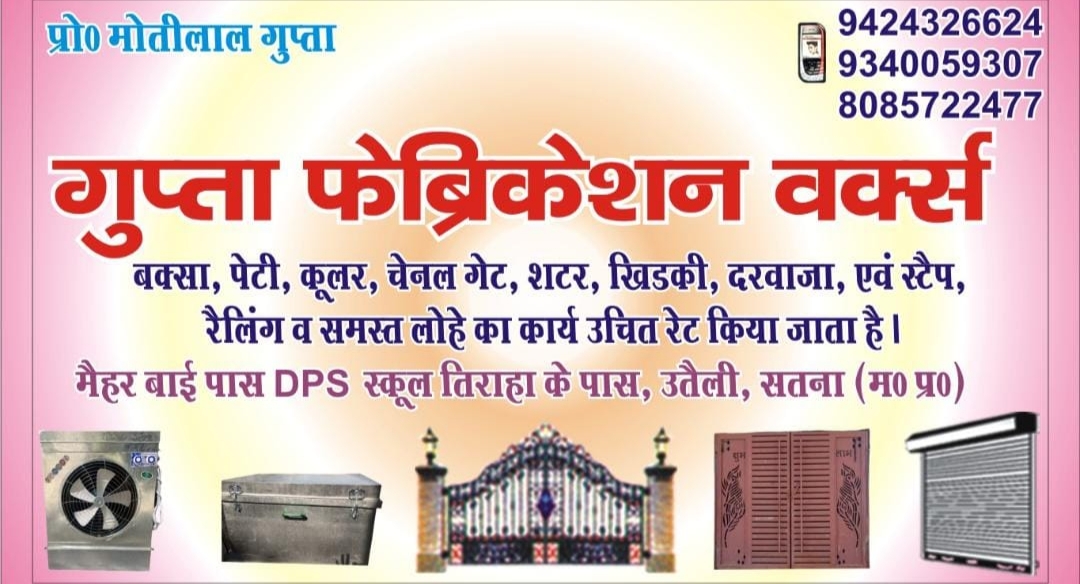 प्रो0 मोतीलाल गुप्ता
9424326624
9340059307
8085722477
गुप्ता फेब्रिकेशन वर्क्स
बक्सा, पेटी, कूलर, चेनल गेट, शटर, खिडकी, दरवाजा, एवं स्टैप,
रैलिंग व समस्त लोहे का कार्य उचित रेट किया जाता है।
मैहर बाई पास DPS स्कूल तिराहा के पास, उतैली, सतना (म0 प्र0)
शुभ लाभ